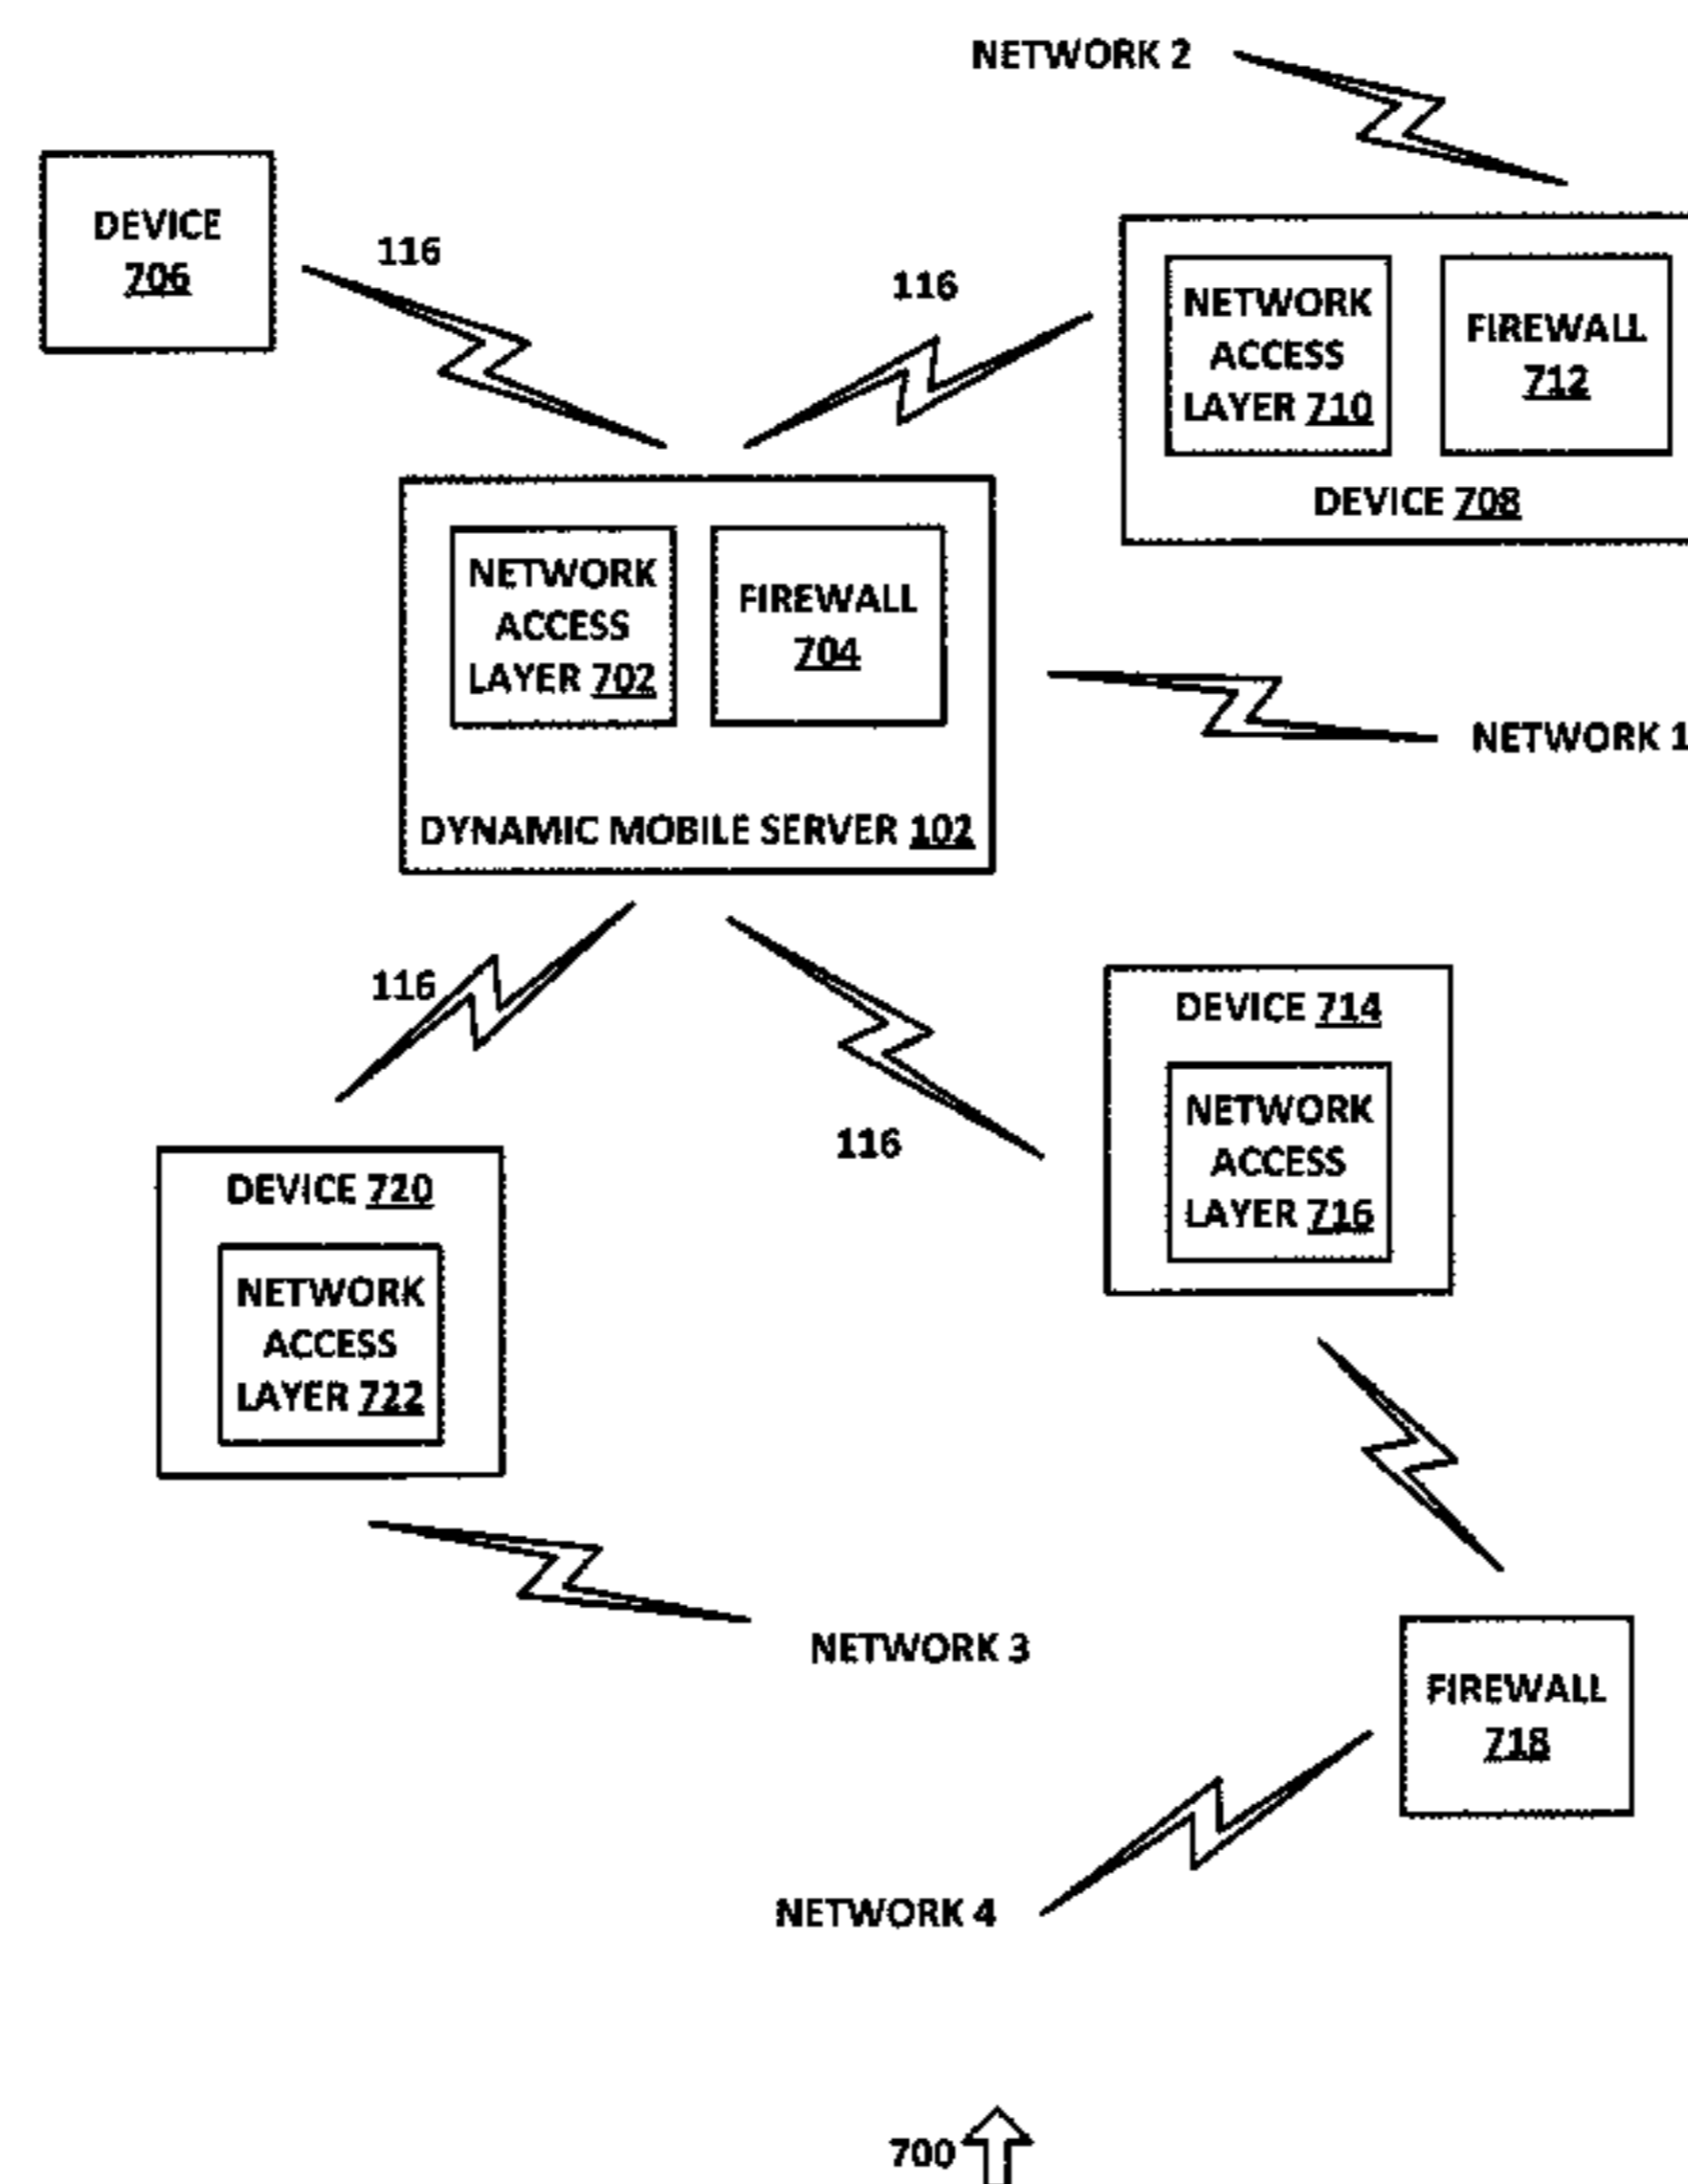 NETWORK 2
DEVICE
706
116
116
NETWORK
ACCESS
LAYER 710
FIREWALL
712
DEVICE 708
NETWORK
ACCESS
LAYER 702
FIREWALL
704
DYNAMIC MOBILE SERVER 102
NETWORK 1
116
116
DEVICE 714
NETWORK
ACCESS
LAYER 716
DEVICE 720
NETWORK
ACCESS
LAYER 722
NETWORK 3
FIREWALL
718
NETWORK 4
700